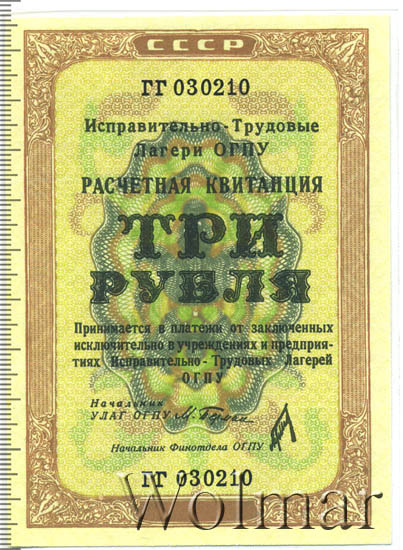 СССР
ГГ 030210
Исправительно-Трудовые
Лагери ОГПУ
РАСЧЕТНАЯ КВИТАНЦИЯ
ТРИ
РУБЛЯ
Принимается в платежи от заключенных
исключительно в учреждениях и предприя-
тиях Исправительно-Трудовых Лагерей
ОГПУ
Начальник
УЛАГ ОГПУ
Начальник Финотдела ОГПУ
ГГ 030210
Wolmar